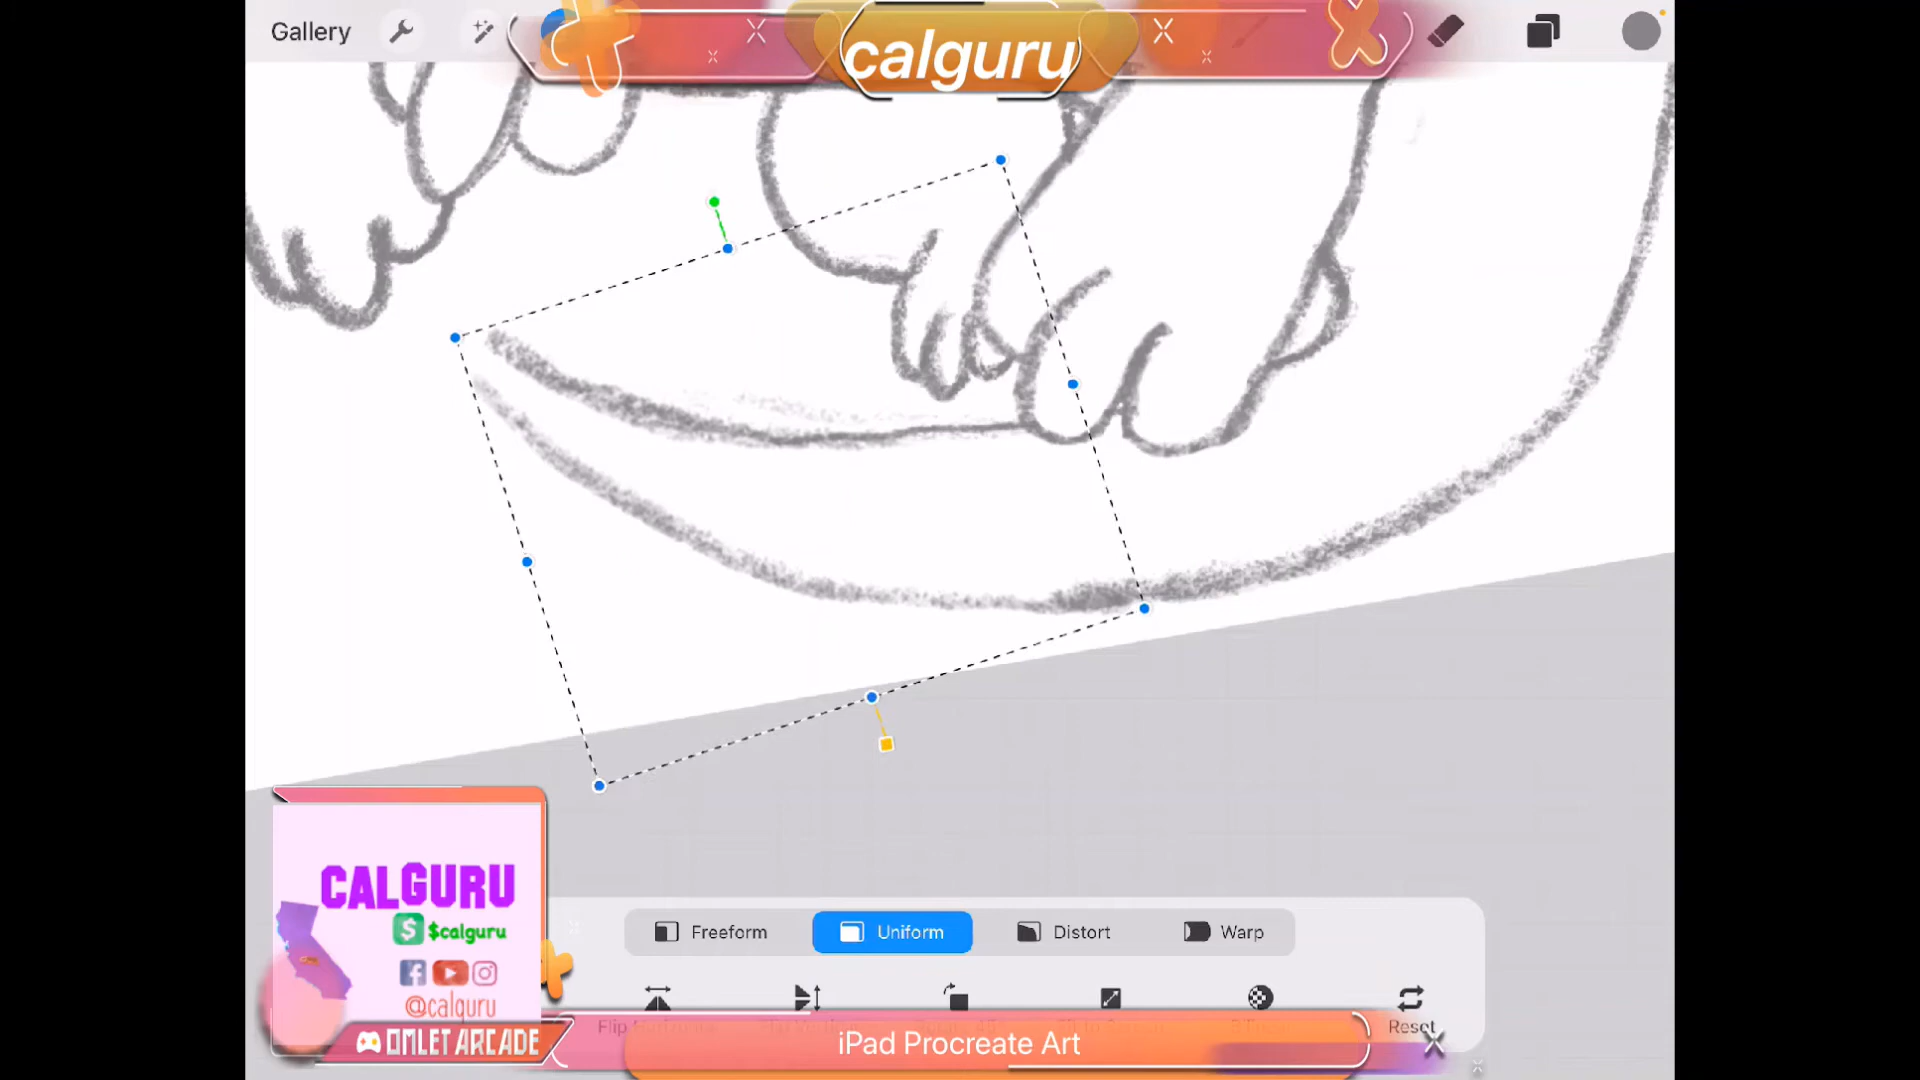 Gallery
calguru
Freeform
Uniform
Distort
Warp
Reset
CALGURU
$calguru
@calguru
OMLET ARCADE
iPad Procreate Art